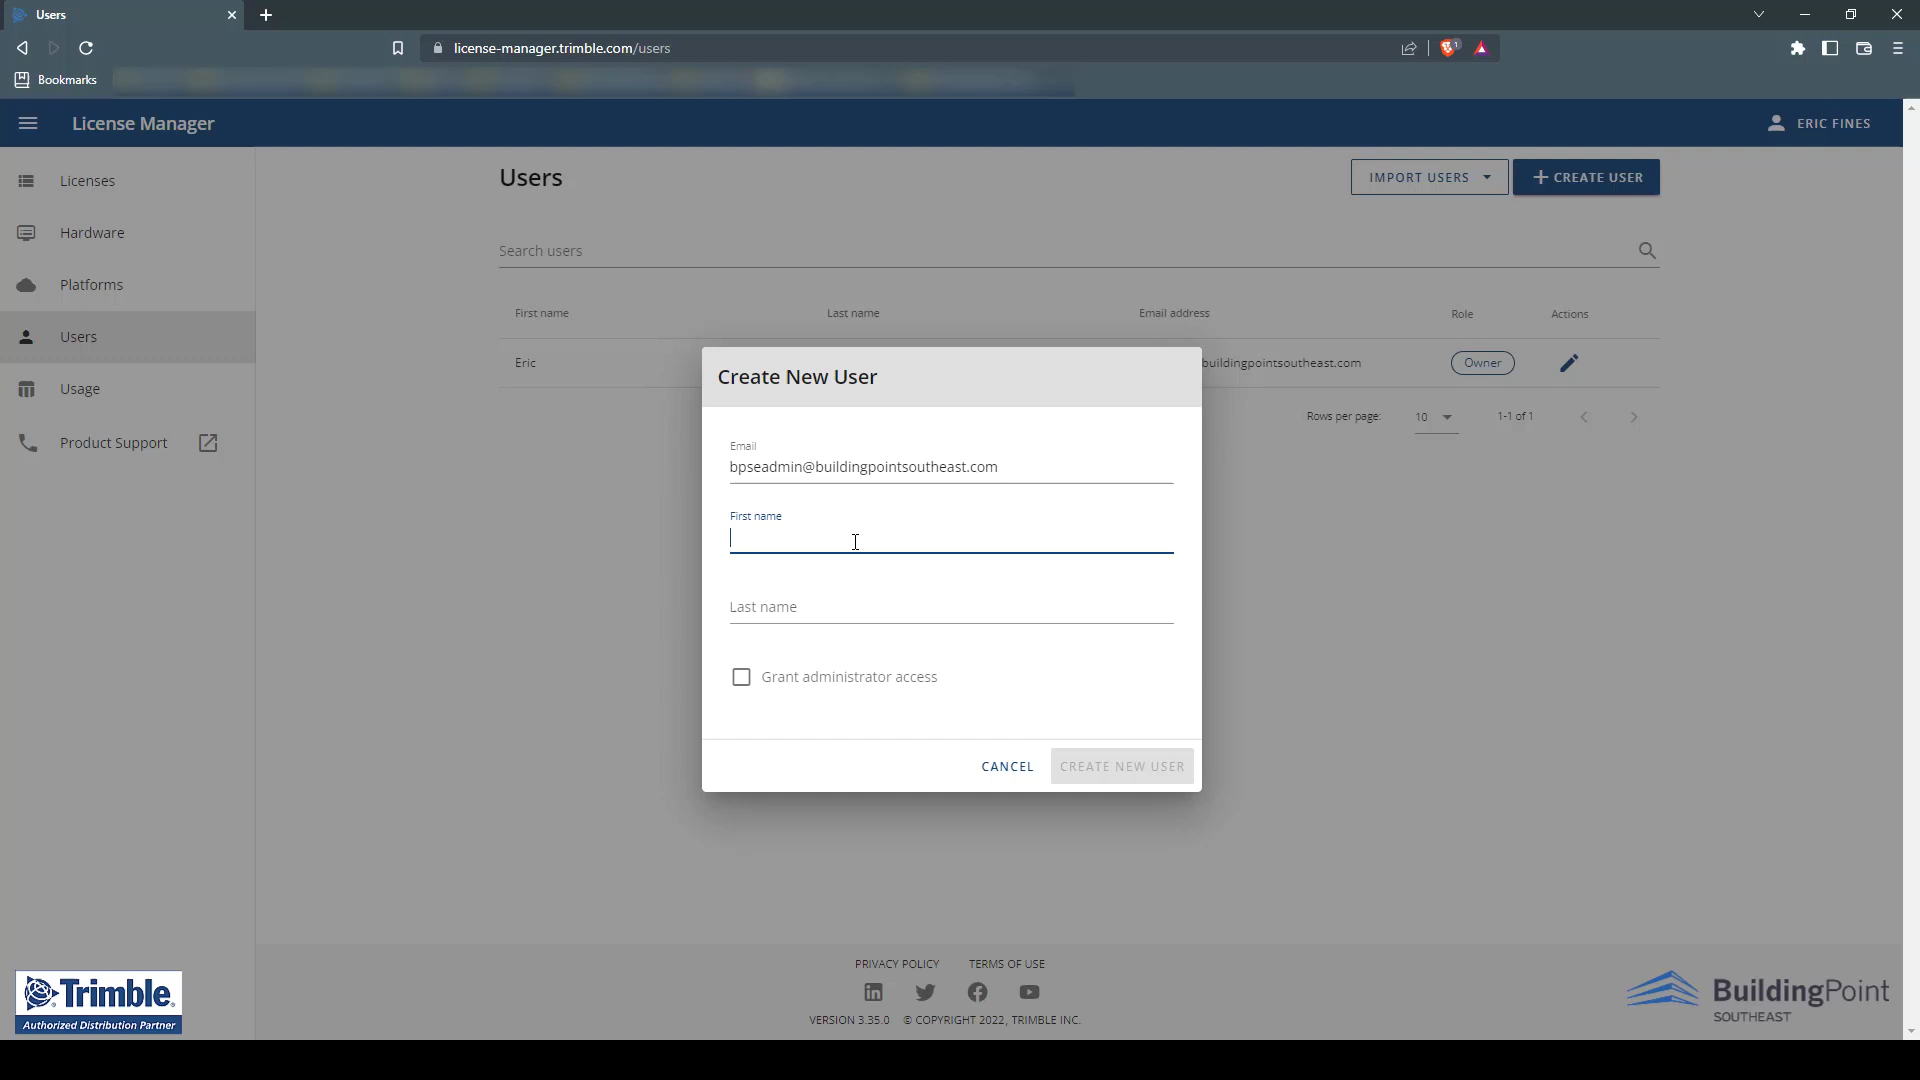 Users
license-manager.trimble.com/users
1
Bookmarks
License Manager
ERIC FINES
Licenses
Hardware
Platforms
Users
Usage
Product Support
Users
IMPORT USERS
CREATE USER
Search users
First name
Last name
Email address
Role
Actions
Eric
buildingpointsoutheast.com
Owner
Rows per page:
10
1-1 of 1
Create New User
Email
bpseadmin@buildingpointsoutheast.com
First name
Last name
Grant administrator access
CANCEL
CREATE NEW USER
PRIVACY POLICY
TERMS OF USE
VERSION 3.35.0
© COPYRIGHT 2022, TRIMBLE INC.
Trimble
Authorized Distribution Partner
BuildingPoint
SOUTHEAST